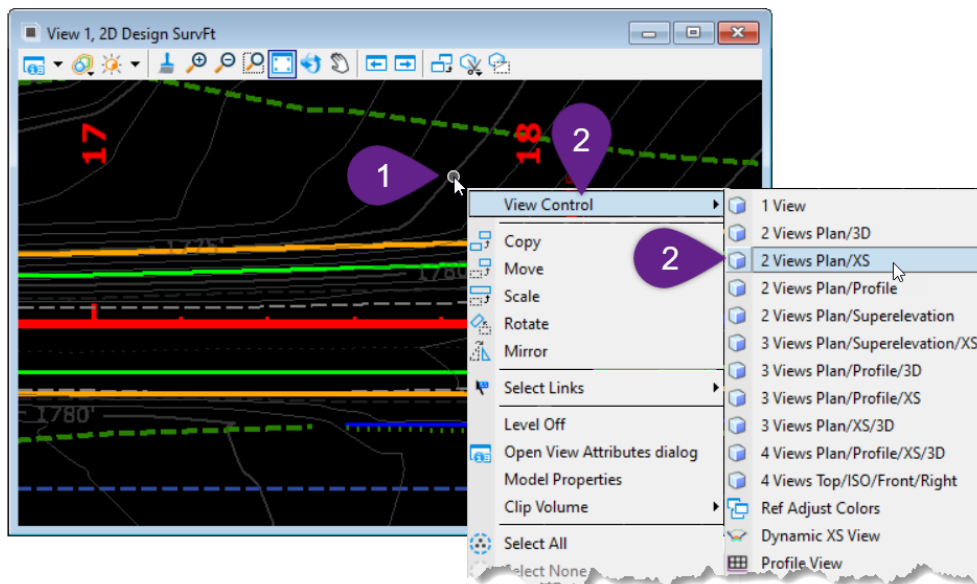 View 1, 2D Design SurvFt
17
18
2
1
1775'
1780'
1780'
2
View Control
Copy
Move
Scale
Rotate
Mirror
Select Links
Level Off
Open View Attributes dialog
Model Properties
Clip Volume
Select All
Select None
1 View
2 Views Plan/3D
2 Views Plan/XS
2 Views Plan/Profile
2 Views Plan/Superelevation
3 Views Plan/Superelevation/XS
3 Views Plan/Profile/3D
3 Views Plan/Profile/XS
3 Views Plan/XS/3D
4 Views Plan/Profile/XS/3D
4 Views Top/ISO/Front/Right
Ref Adjust Colors
Dynamic XS View
Profile View